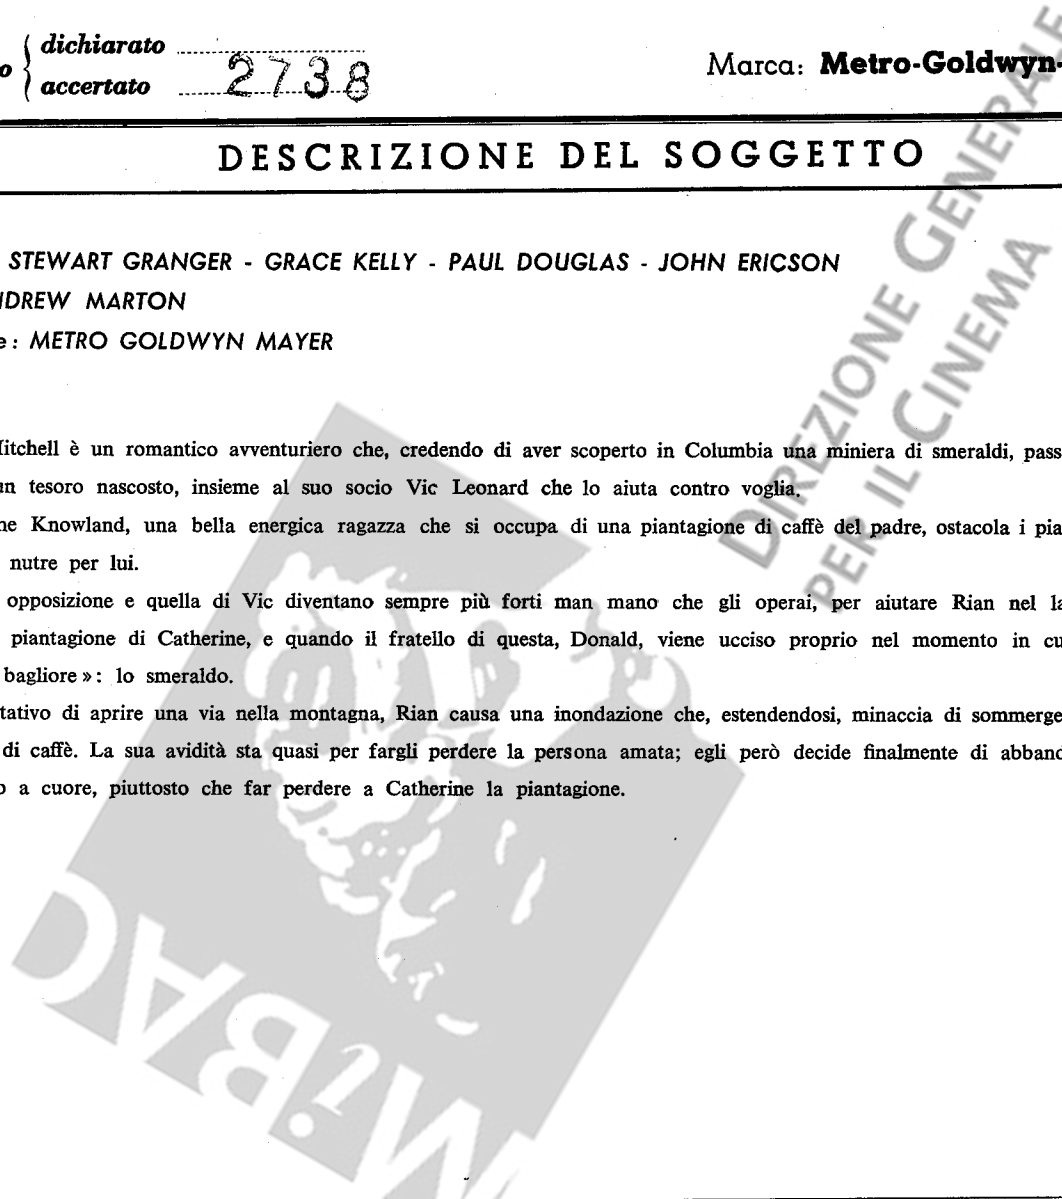 dichiarato
accertato 2738
Marca: Metro-Goldwyn-
DESCRIZIONE DEL SOGGETTO
STEWART GRANGER - GRACE KELLY - PAUL DOUGLAS - JOHN ERICSON
NDREW MARTON
e: METRO GOLDWYN MAYER
Mitchell è un romantico avventuriero che, credendo di aver scoperto in Columbia una miniera di smeraldi, pass
un tesoro nascosto, insieme al suo socio Vic Leonard che lo aiuta contro voglia.
ne Knowland, una bella energica ragazza che si occupa di una piantagione di caffè del padre, ostacola i pia
nutre per lui.
opposizione e quella di Vic diventano sempre più forti man mano che gli operai, per aiutare Rian nel la
piantagione di Catherine, e quando il fratello di questa, Donald, viene ucciso proprio nel momento in cu
bagliore »: lo smeraldo.
tativo di aprire una via nella montagna, Rian causa una inondazione che, estendendosi, minaccia di sommerge
di caffè. La sua avidità sta quasi per fargli perdere la persona amata; egli però decide finalmente di abband
o a cuore, piuttosto che far perdere a Catherine la piantagione.
DIREZIONE GENERALE
PER IL CINEMA
MiBAC